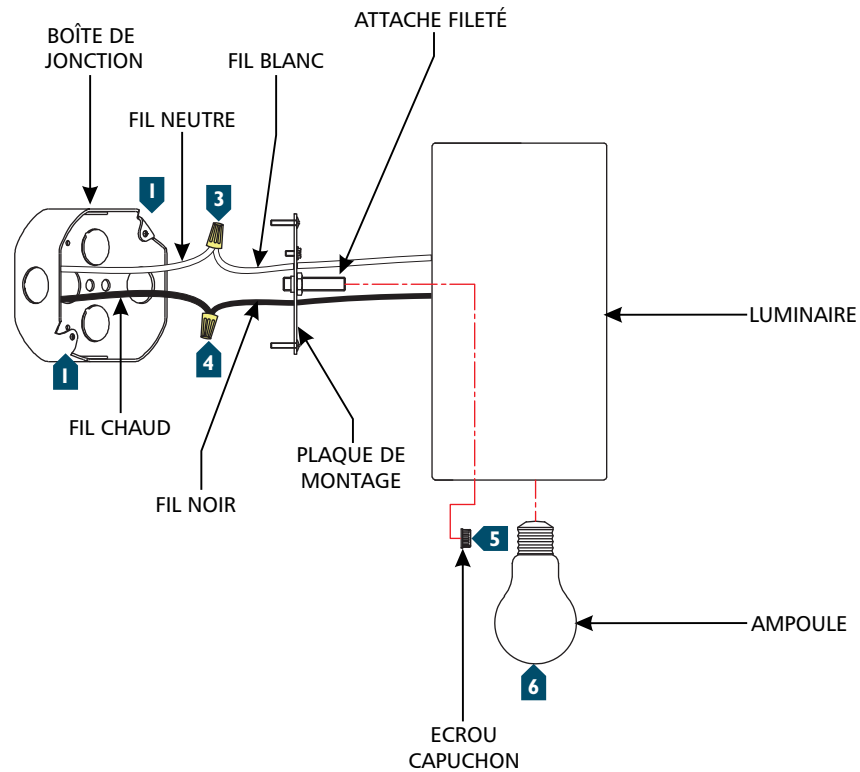 ATTACHE FILETÉ
BOÎTE DE
JONCTION
FIL BLANC
FIL NEUTRE
1
3
LUMINAIRE
4
1
FIL CHAUD
PLAQUE DE
MONTAGE
FIL NOIR
5
AMPOULE
6
ECROU
CAPUCHON